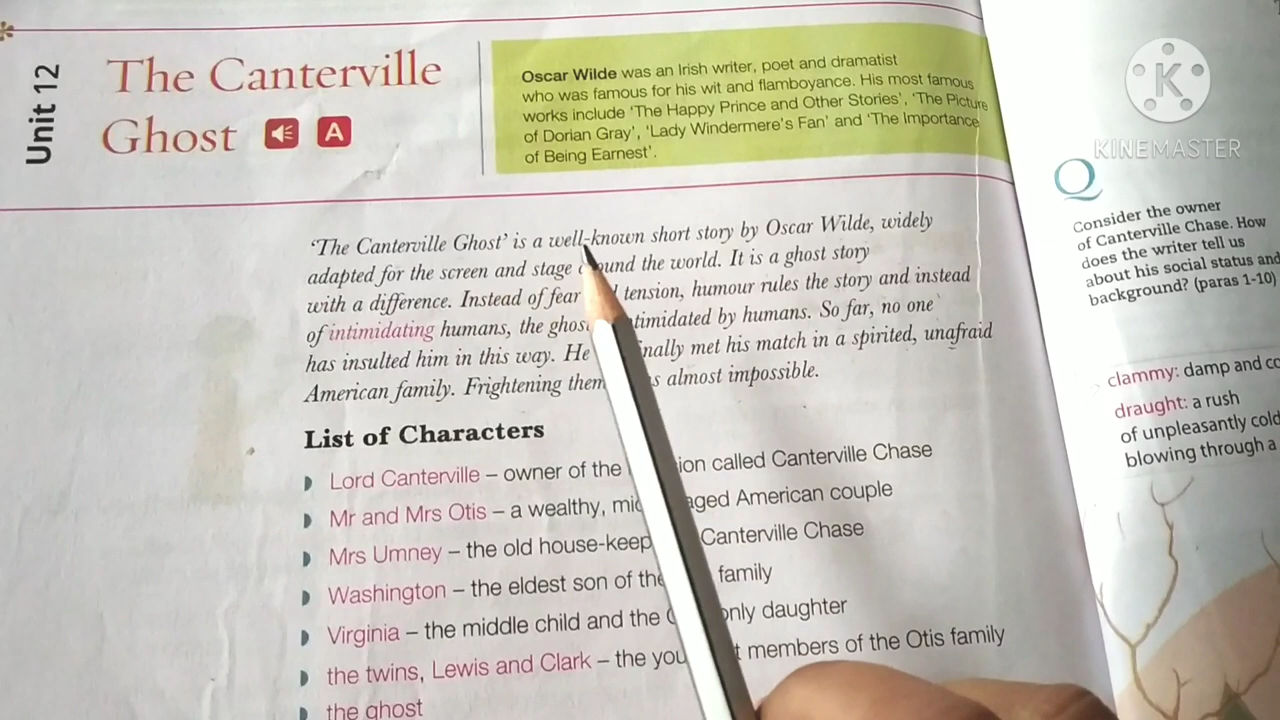 Unit 12
The Canterville
Ghost A
Oscar Wilde was an Irish writer, poet and dramatist
who was famous for his wit and flamboyance. His most famous
works include 'The Happy Prince and Other Stories', 'The Picture
of Dorian Gray', 'Lady Windermere's Fan' and 'The Importance
of Being Earnest'.
'The Canterville Ghost' is a well-known short story by Oscar Wilde, widely
adapted for the screen and stage around the world. It is a ghost story
with a difference. Instead of fear tension, humour rules the story and instead
of intimidating humans, the ghost intimidated by humans. So far, no one
has insulted him in this way. He finally met his match in a spirited, unafraid
American family. Frightening them almost impossible.
List of Characters
Lord Canterville – owner of the called Canterville Chase
Mr and Mrs Otis – a wealthy, middle-aged American couple
Mrs Umney – the old house-keeper Canterville Chase
Washington – the eldest son of the family
Virginia – the middle child and the only daughter
the twins, Lewis and Clark – the youngest members of the Otis family
the ghost
K
KINEMASTER
Q
Consider the owner
of Canterville Chase. How
does the writer tell us
about his social status and
background? (paras 1-10)
clammy: damp and
draught: a rush
of unpleasantly cold
blowing through a